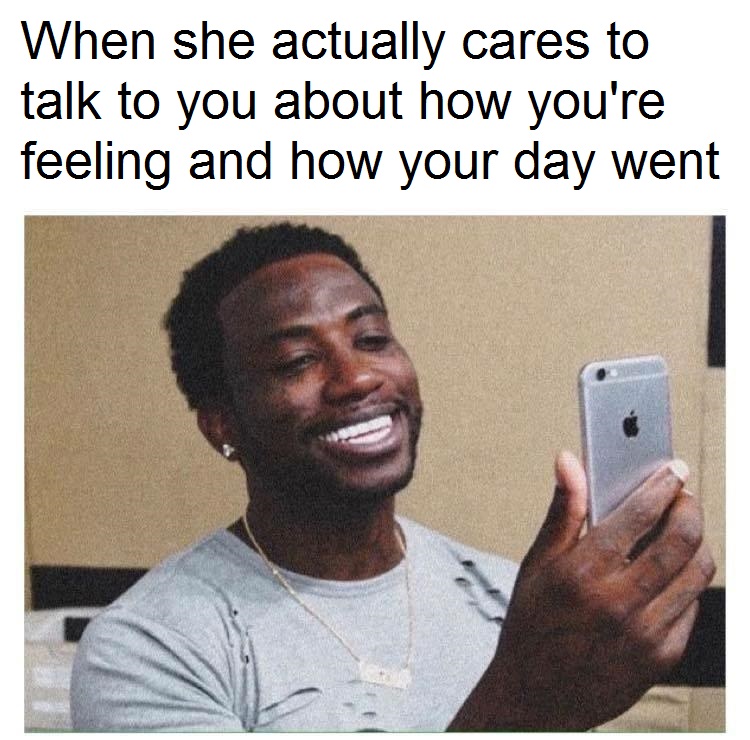 When she actually cares to
talk to you about how you're
feeling and how your day went